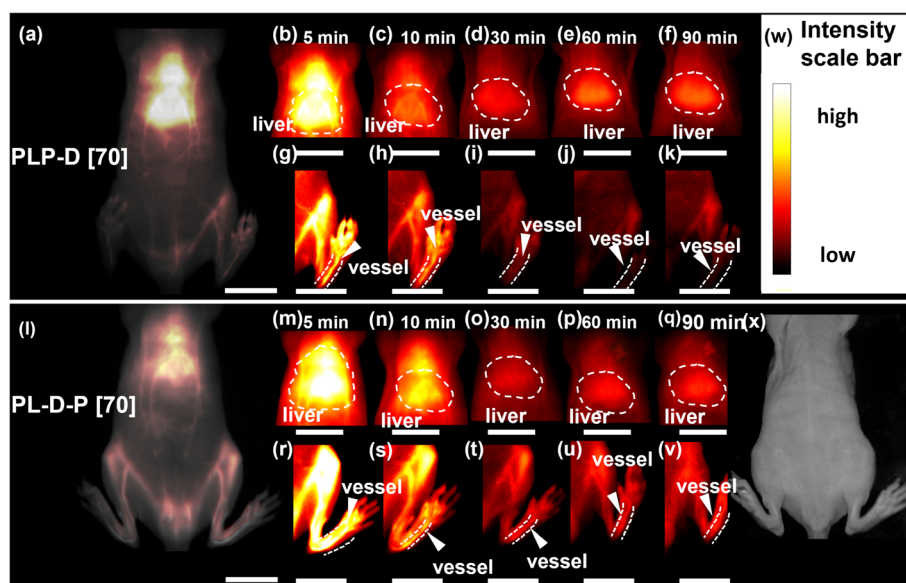 (a)
PLP-D [70]
(b) 5 min
(c) 10 min
(d) 30 min
(e) 60 min
(f) 90 min
liver
liver
liver
liver
liver
(g)
(h)
(i)
(j)
(k)
vessel
vessel
vessel
vessel
vessel
(w) Intensity
scale bar
high
low
(l)
PL-D-P [70]
(m) 5 min
(n) 10 min
(o) 30 min
(p) 60 min
(q) 90 min
liver
liver
liver
liver
liver
(r)
(s)
(t)
(u)
(v)
vessel
vessel
vessel
vessel
vessel
(x)